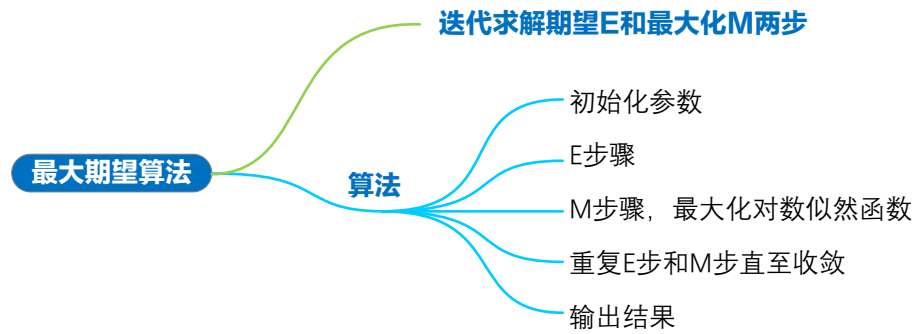 迭代求解期望E和最大化M两步
最大期望算法
算法
初始化参数
E步骤
M步骤，最大化对数似然函数
重复E步和M步直至收敛
输出结果